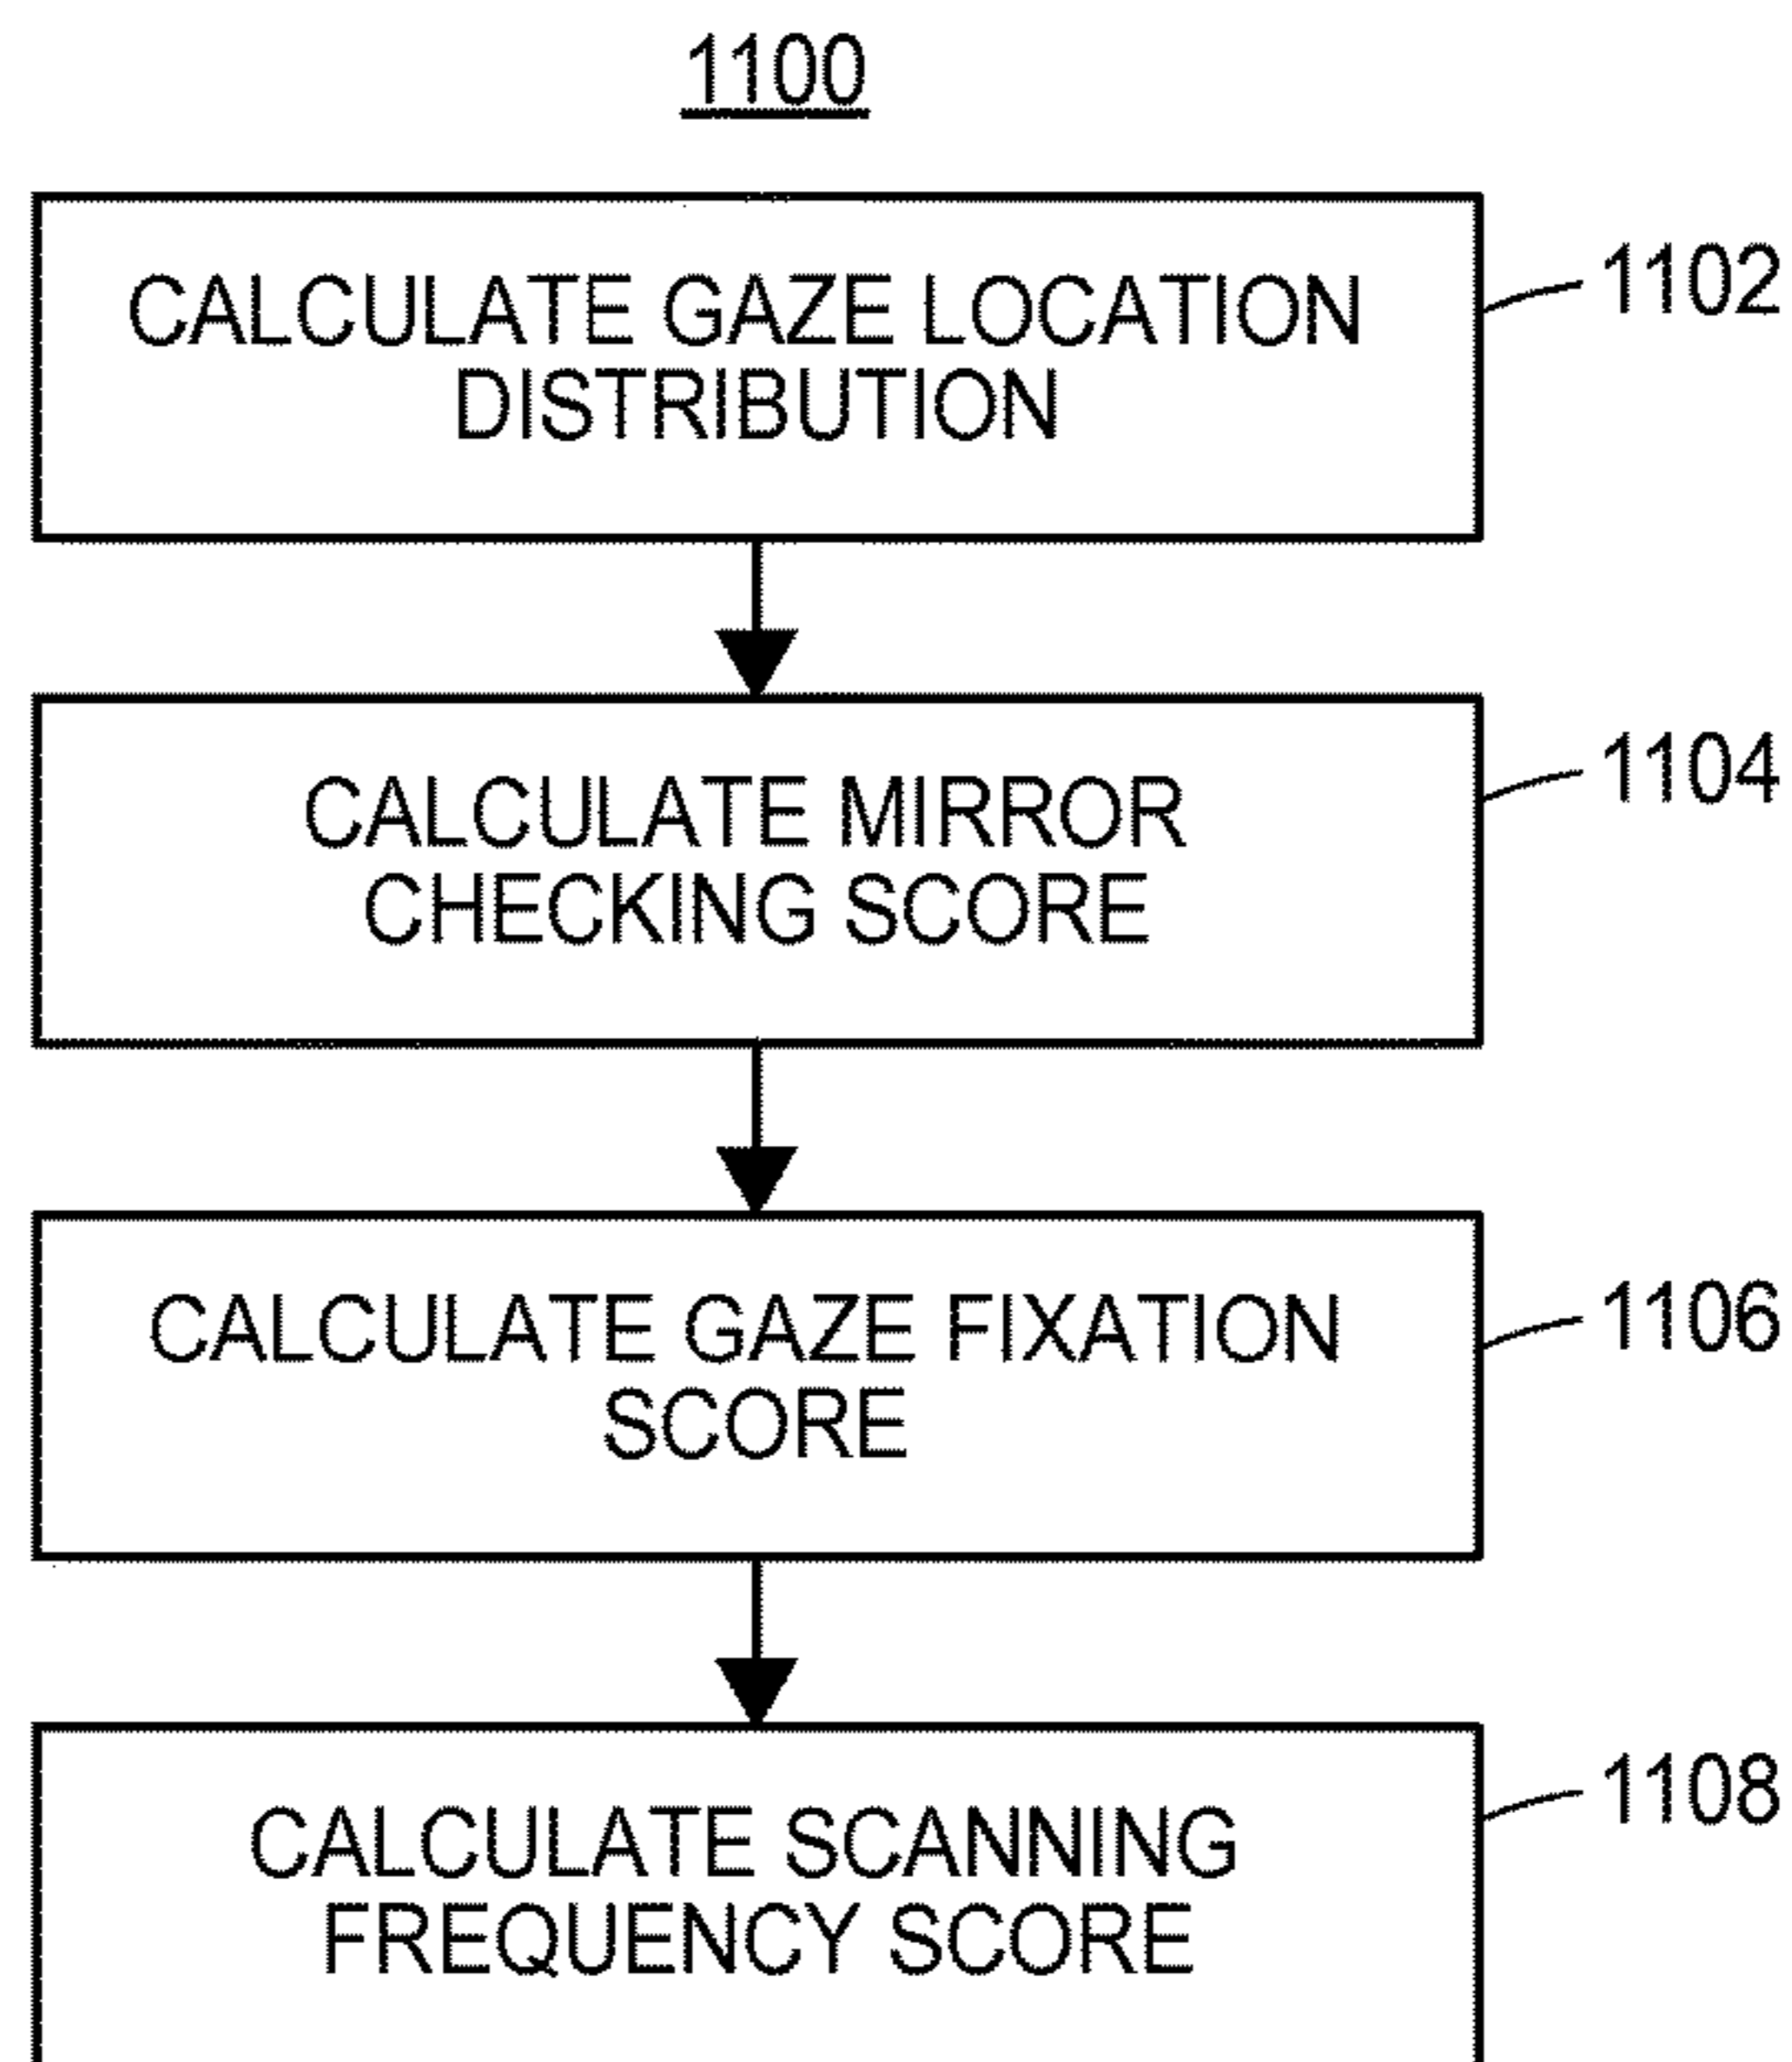 1100
CALCULATE GAZE LOCATION
DISTRIBUTION
1102
CALCULATE MIRROR
CHECKING SCORE
1104
CALCULATE GAZE FIXATION
SCORE
1106
CALCULATE SCANNING
FREQUENCY SCORE
1108